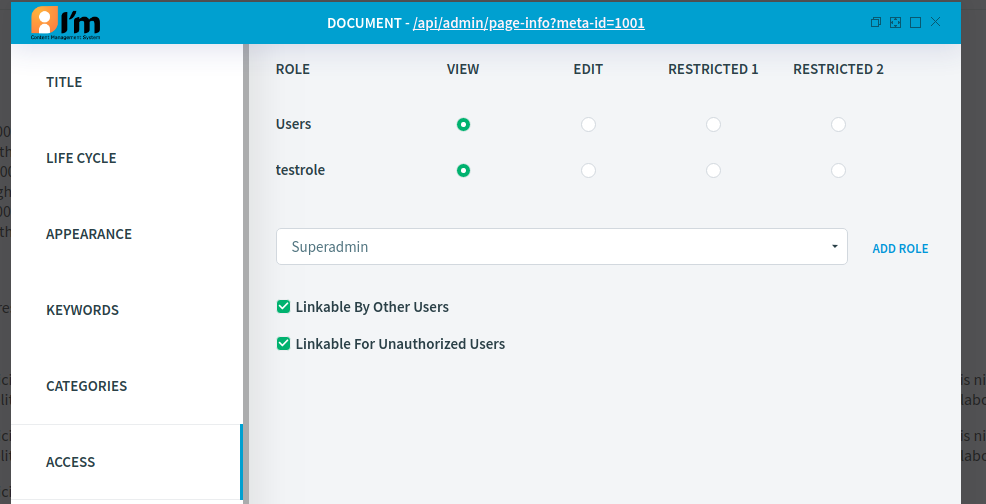 I'm
Content Management System
DOCUMENT - /api/admin/page-info?meta-id=1001
TITLE
LIFE CYCLE
APPEARANCE
KEYWORDS
CATEGORIES
ACCESS
ROLE VIEW EDIT RESTRICTED 1 RESTRICTED 2
Users
testrole
Superadmin
ADD ROLE
Linkable By Other Users
Linkable For Unauthorized Users